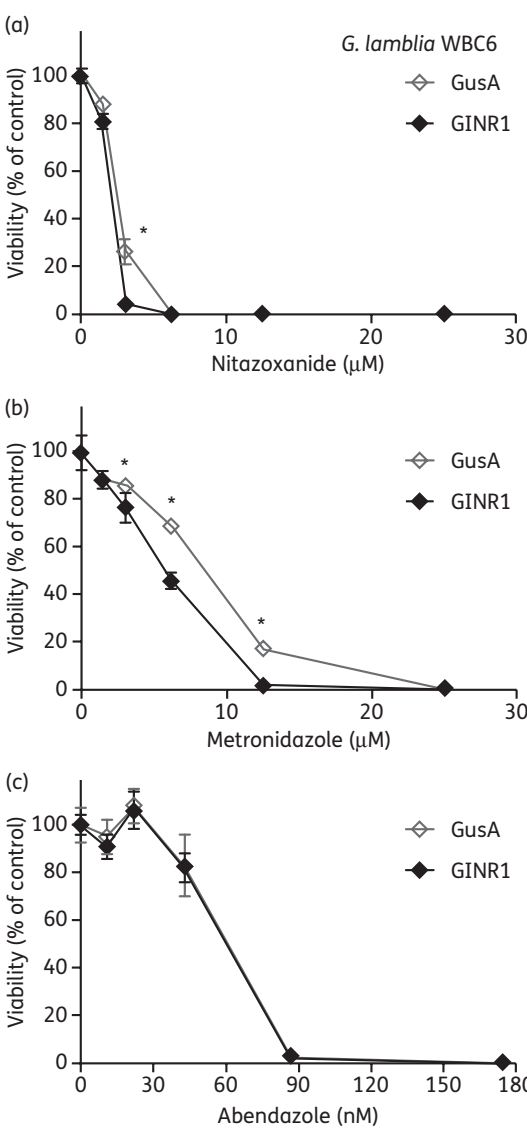 (a)
G. lamblia WBC6
GusA
GINR1
Viability (% of control)
100
80
60
40
20
0
*
0 10 20 30
Nitazoxanide (μM)
(b)
GusA
GINR1
Viability (% of control)
100
80
60
40
20
0
* * *
0 10 20 30
Metronidazole (μM)
(c)
GusA
GINR1
Viability (% of control)
100
80
60
40
20
0
0 30 60 90 120 150 180
Abendazole (nM)